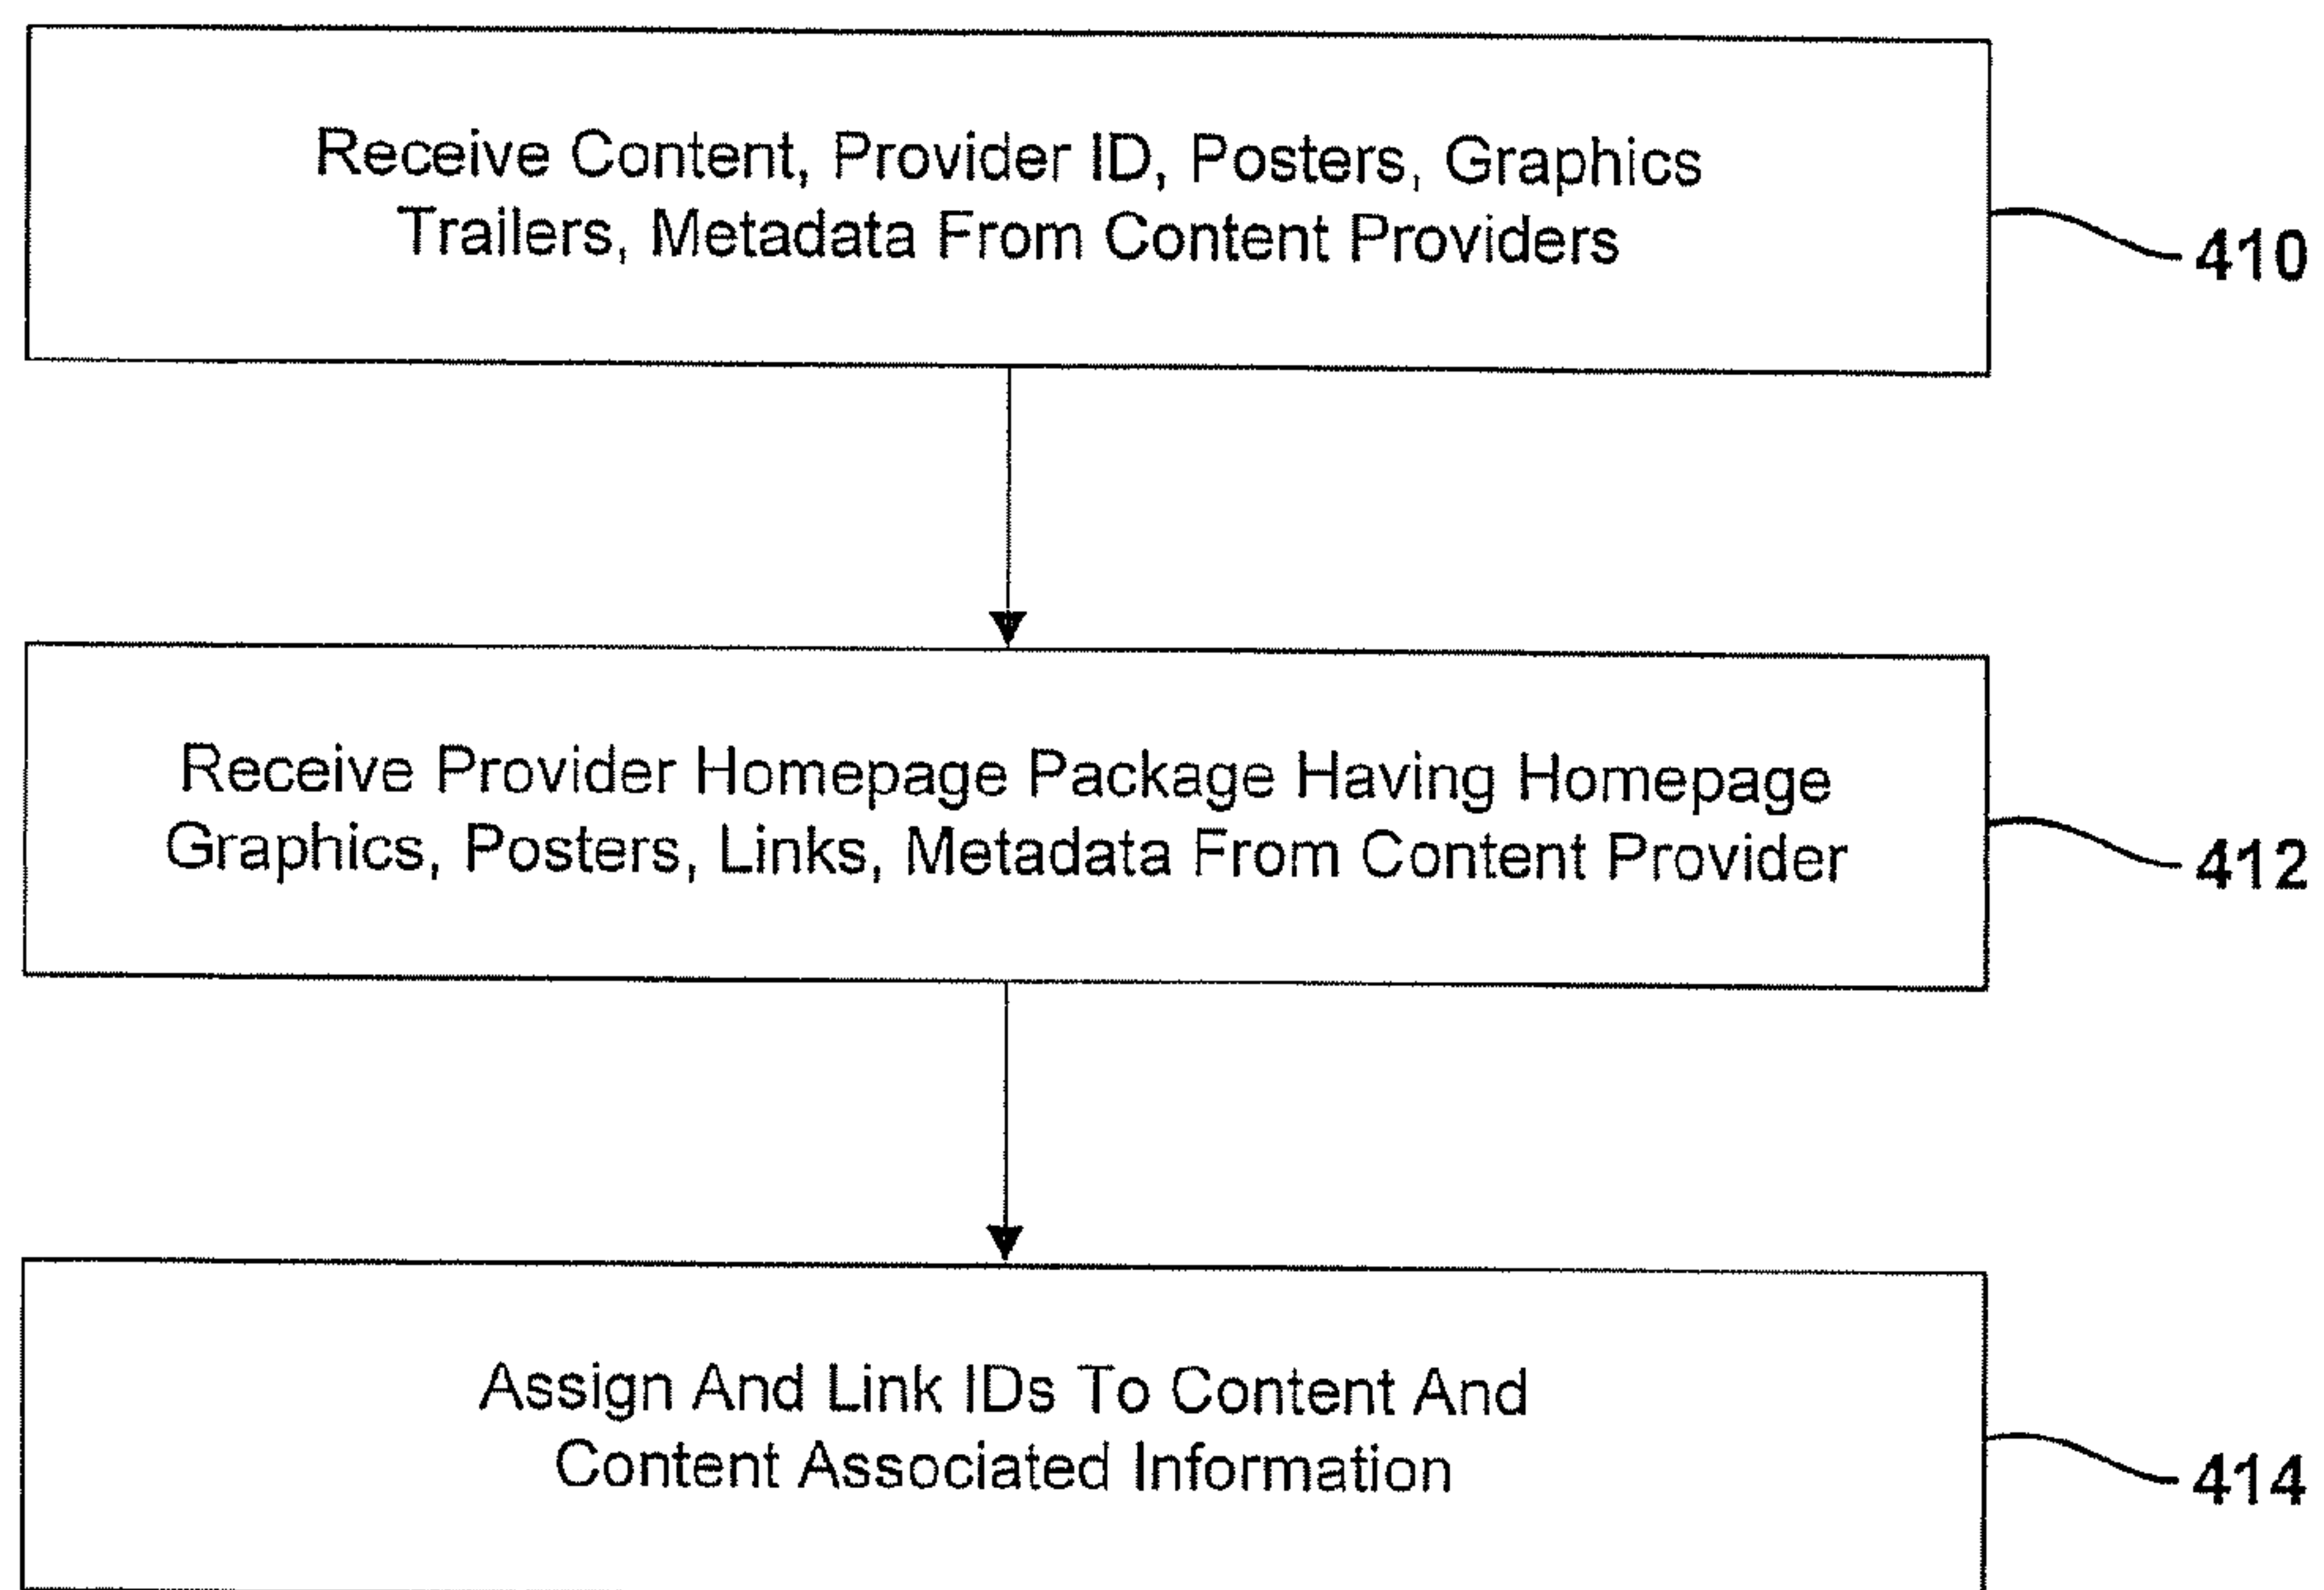 Receive Content, Provider ID, Posters, Graphics
Trailers, Metadata From Content Providers
410
Receive Provider Homepage Package Having Homepage
Graphics, Posters, Links, Metadata From Content Provider
412
Assign And Link IDs To Content And
Content Associated Information
414